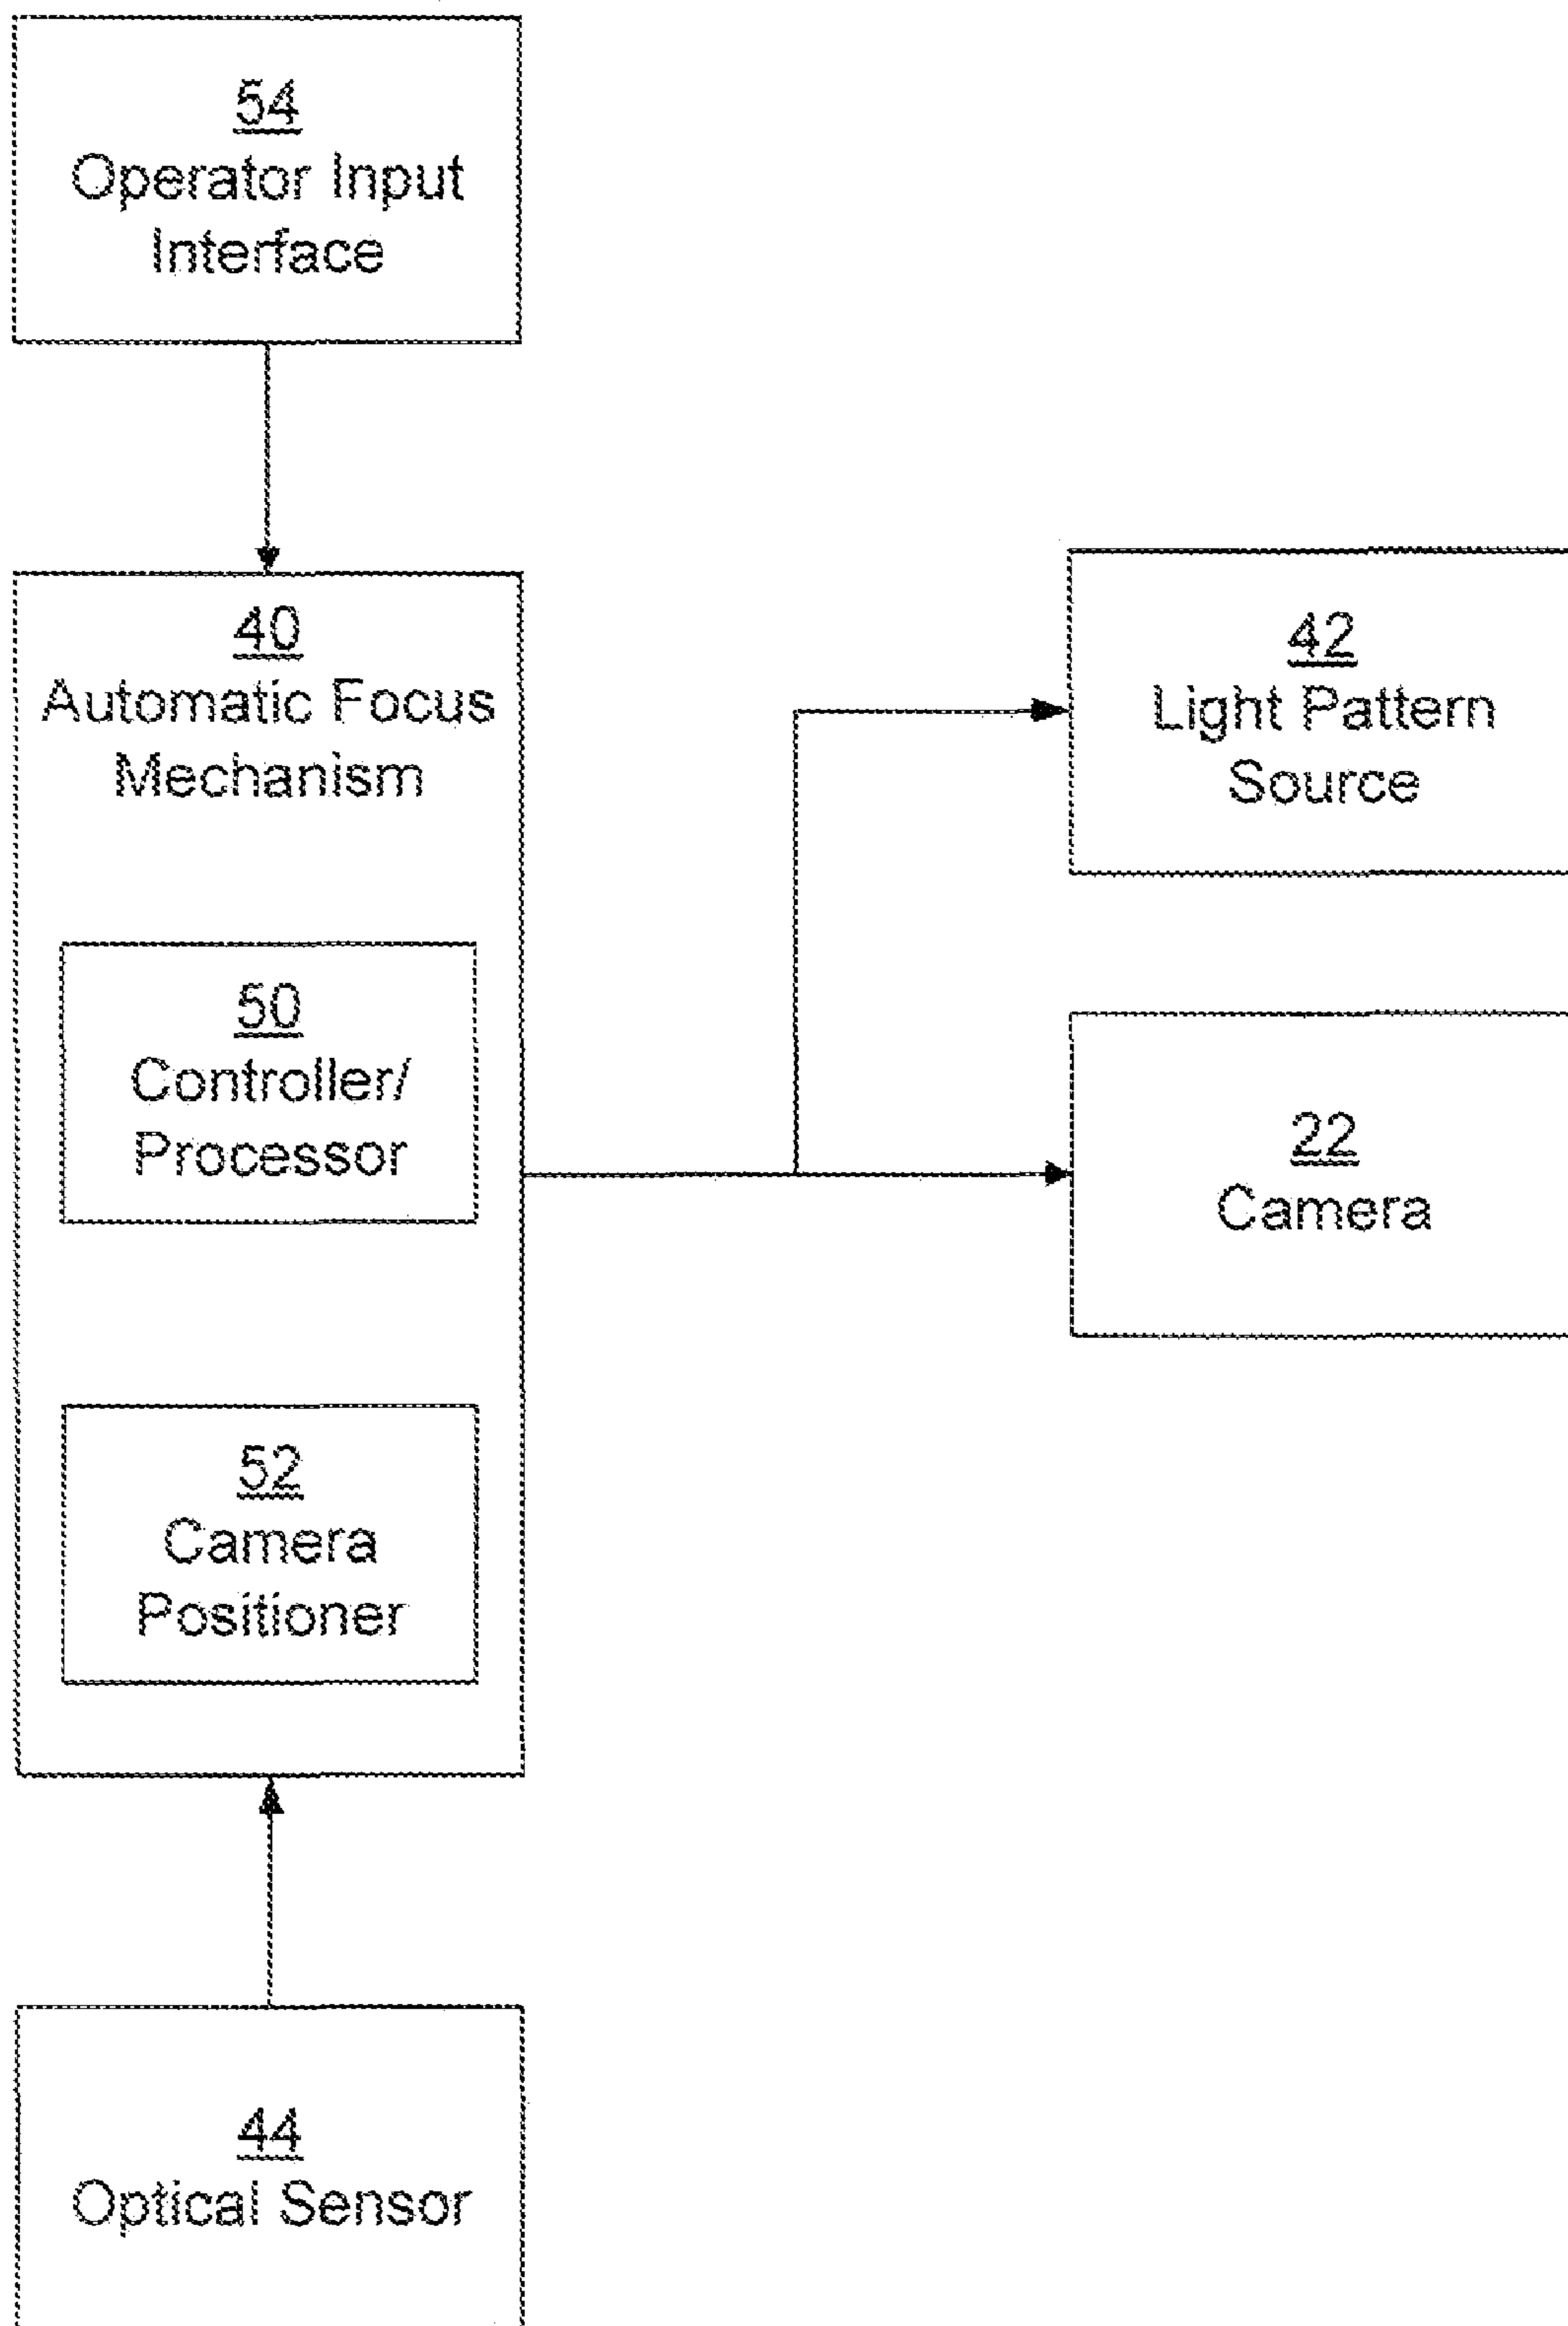 54
Operator Input
Interface
40
Automatic Focus
Mechanism
50
Controller/
Processor
52
Camera
Positioner
44
Optical Sensor
42
Light Pattern
Source
22
Camera